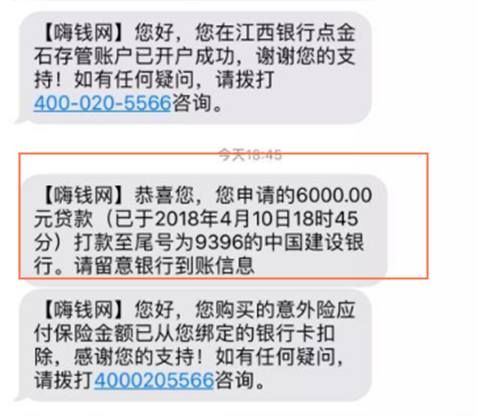 【嗨钱网】您好，您在江西银行点金
石存管账户已开户成功，谢谢您的支
持！如有任何疑问，请拨打
400-020-5566咨询。
今天18:45
【嗨钱网】恭喜您，您申请的6000.00
元贷款（已于2018年4月10日18时45
分）打款至尾号为9396的中国建设银
行。请留意银行到账信息
【嗨钱网】您好，您购买的意外险应
付保险金额已从您绑定的银行卡扣
除，感谢您的支持！如有任何疑问，
请拨打4000205566咨询。